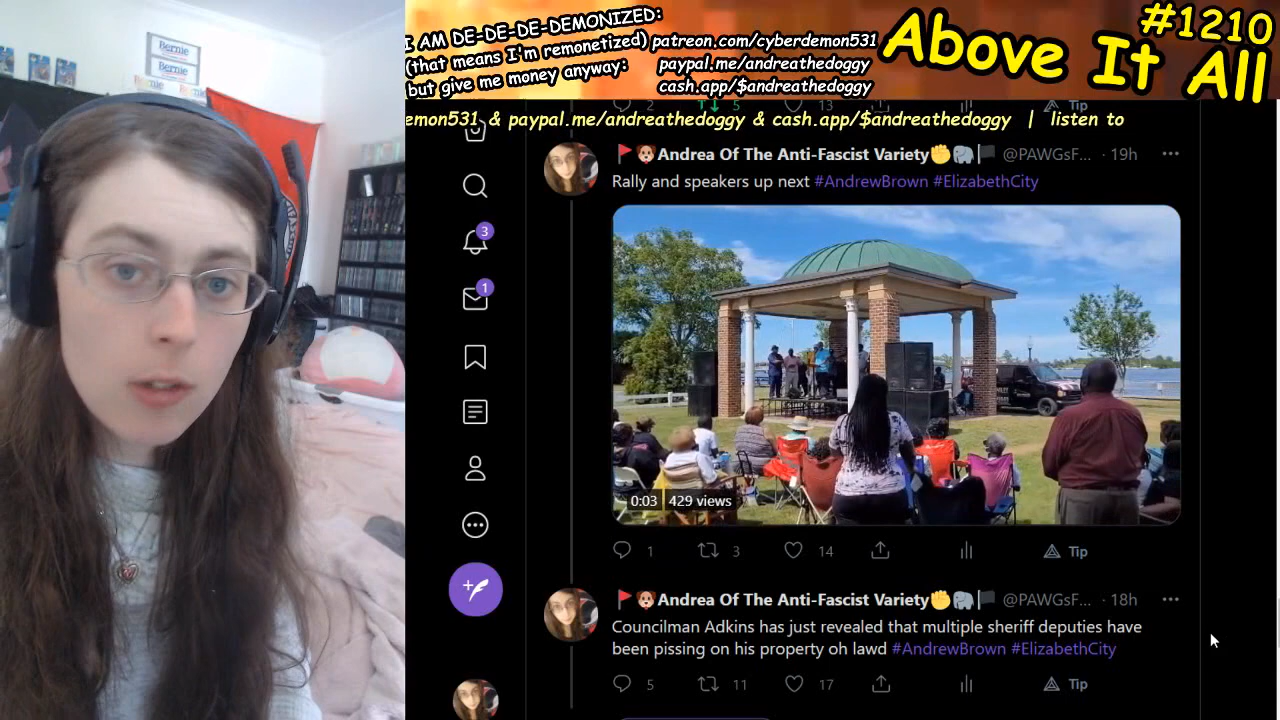 I AM DE-DE-DE-DEMONIZED:
(that means I'm remonetized)
but give me money anyway:
patreon.com/cyberdemon531
paypal.me/andreathedoggy
cash.app/$andreathedoggy
Above It All
#1210
emon531 & paypal.me/andreathedoggy & cash.app/$andreathedoggy | listen to
Bernie
Bernie
2 5 13 Tip
Andrea Of The Anti-Fascist Variety @PAWGsF... · 19h
Rally and speakers up next #AndrewBrown #ElizabethCity
3
1
0:03 429 views
1 3 14 Tip
Andrea Of The Anti-Fascist Variety @PAWGsF... · 18h
Councilman Adkins has just revealed that multiple sheriff deputies have
been pissing on his property oh lawd #AndrewBrown #ElizabethCity
5 11 17 Tip